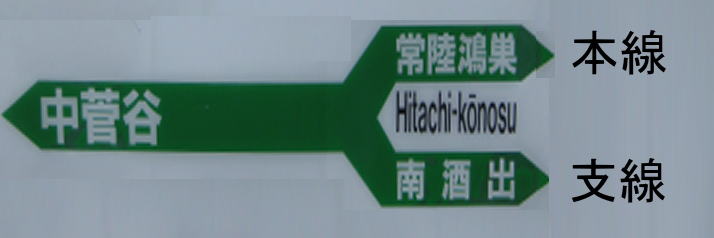 常陸鴻巣 本線
中菅谷
Hitachi-kōnosu
南酒出 支線